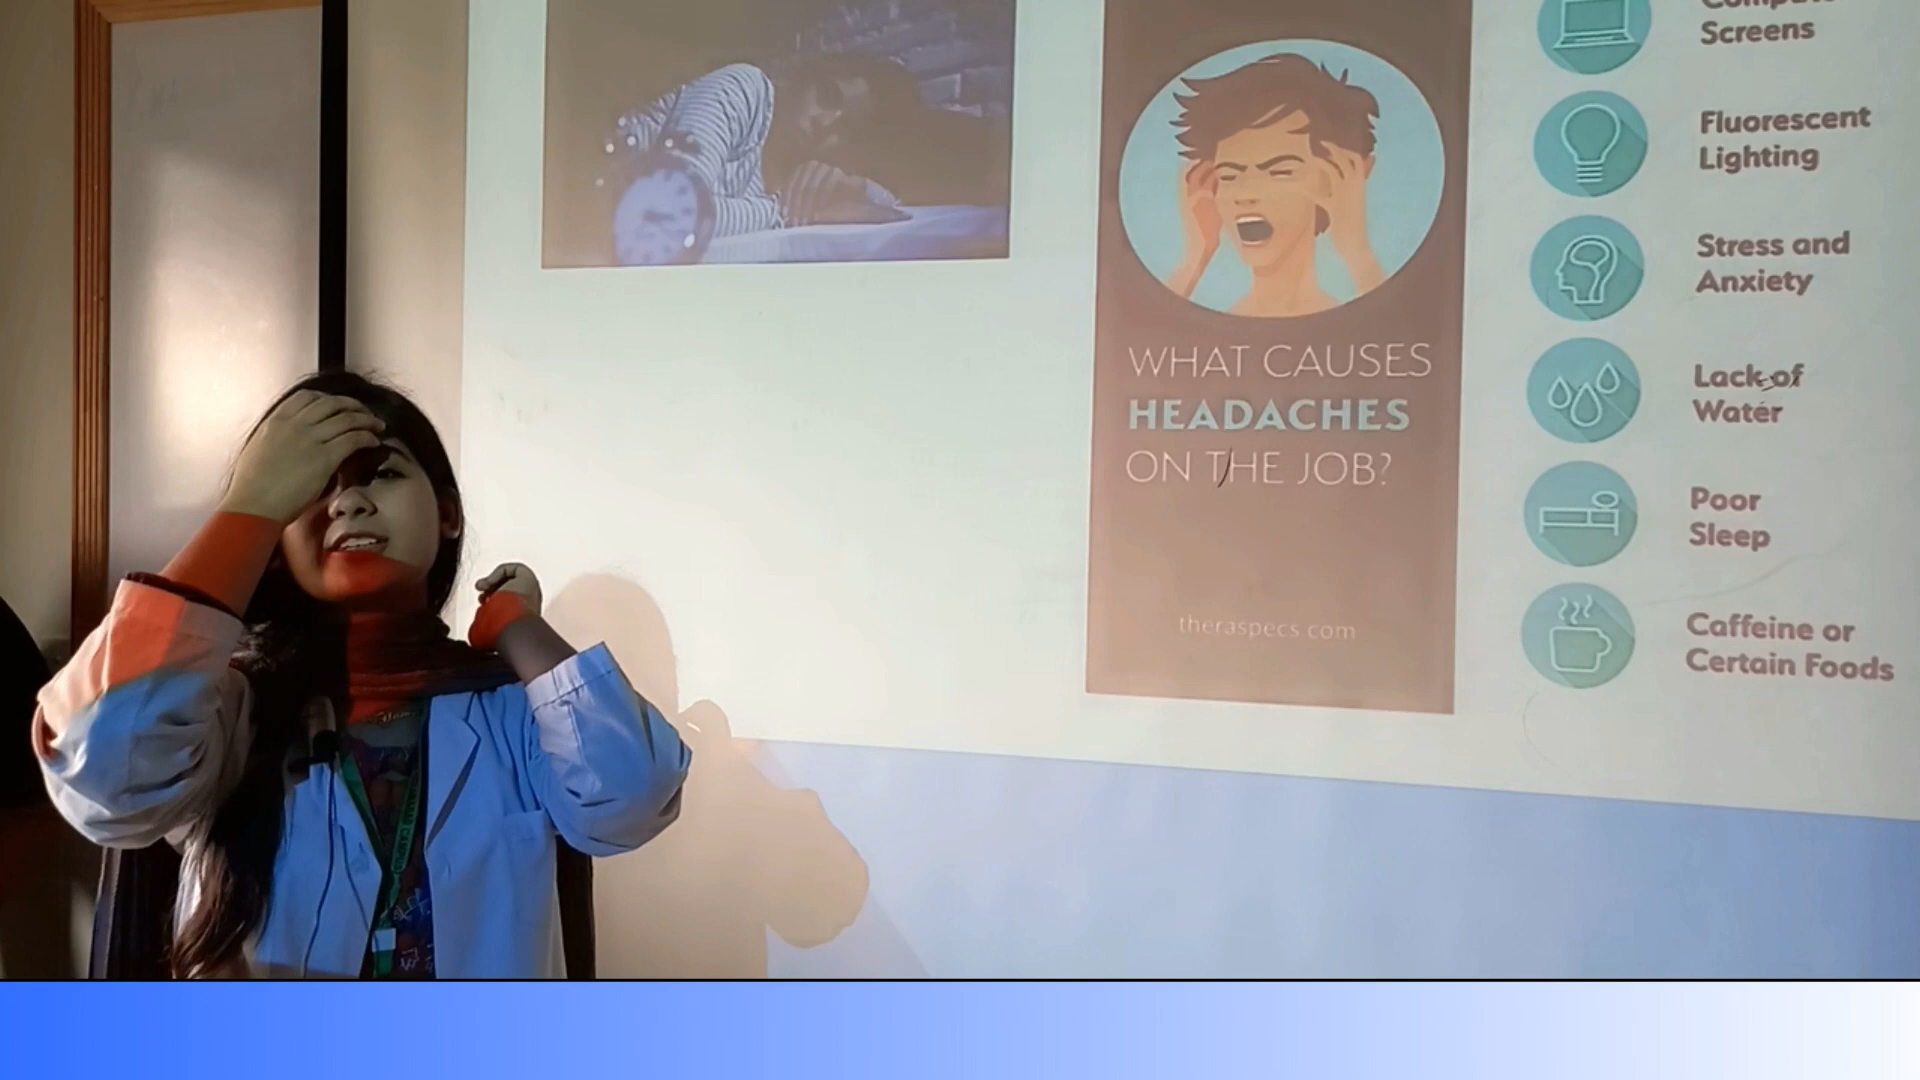 Screens
Fluorescent
Lighting
Stress and
Anxiety
WHAT CAUSES
HEADACHES
ON THE JOB?
Lack of
Water
Poor
Sleep
theraspecs.com
Caffeine or
Certain Foods